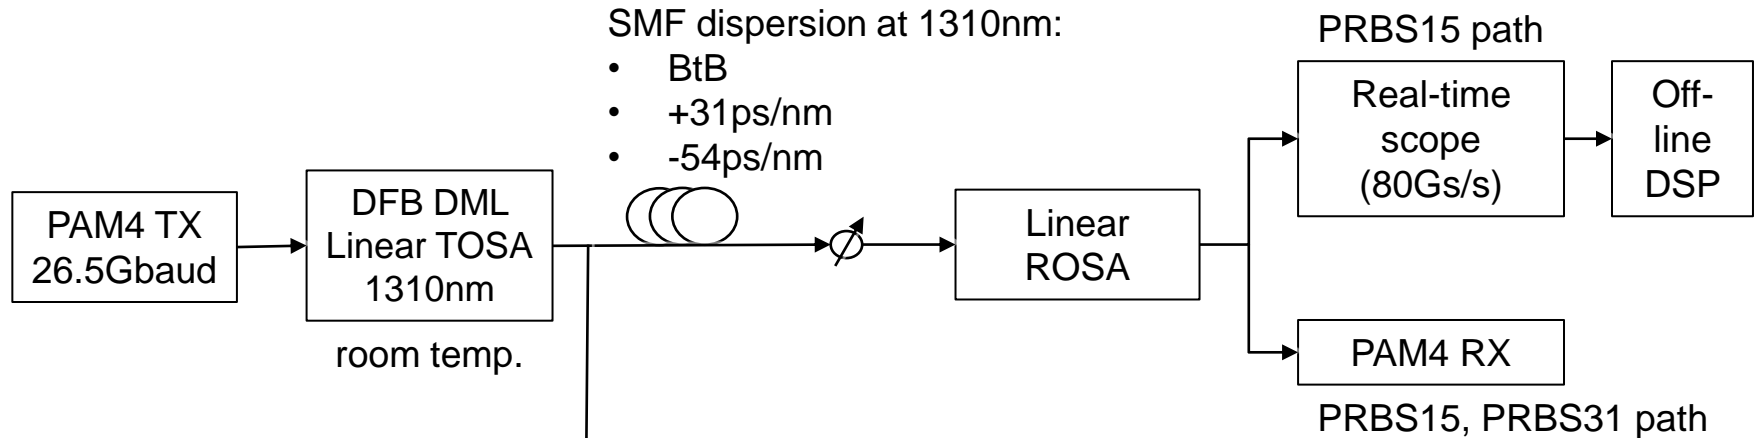 SMF dispersion at 1310nm:
• BtB
• +31ps/nm
• -54ps/nm
PAM4 TX
26.5Gbaud
DFB DML
Linear TOSA
1310nm
room temp.
Linear
ROSA
PRBS15 path
Real-time
scope
(80Gs/s)
Off-
line
DSP
PAM4 RX
PRBS15, PRBS31 path